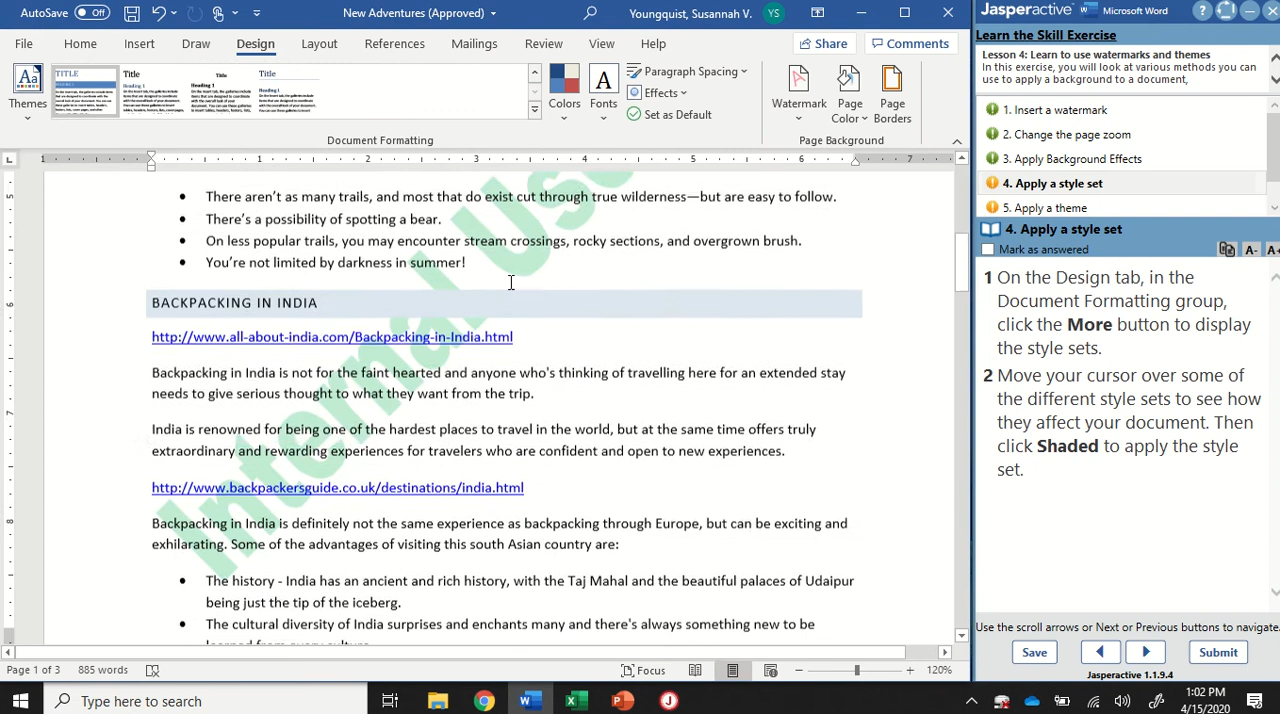 AutoSave Off New Adventures (Approved) Youngquist, Susannah V. YS
File Home Insert Draw Design Layout References Mailings Review View Help Share Comments
Themes
TITLE
Title
Heading 1
Title
Heading 1
Title
Heading 1
Colors
Fonts
Paragraph Spacing
Effects
Set as Default
Watermark
Page Color
Page Borders
Document Formatting
Page Background
1 1 2 3 4 5 6 7
5
6
7
8
Internal Us
• There aren’t as many trails, and most that do exist cut through true wilderness—but are easy to follow.
• There’s a possibility of spotting a bear.
• On less popular trails, you may encounter stream crossings, rocky sections, and overgrown brush.
• You’re not limited by darkness in summer!
BACKPACKING IN INDIA
http://www.all-about-india.com/Backpacking-in-India.html
Backpacking in India is not for the faint hearted and anyone who's thinking of travelling here for an extended stay
needs to give serious thought to what they want from the trip.
India is renowned for being one of the hardest places to travel in the world, but at the same time offers truly
extraordinary and rewarding experiences for travelers who are confident and open to new experiences.
http://www.backpackersguide.co.uk/destinations/india.html
Backpacking in India is definitely not the same experience as backpacking through Europe, but can be exciting and
exhilarating. Some of the advantages of visiting this south Asian country are:
• The history - India has an ancient and rich history, with the Taj Mahal and the beautiful palaces of Udaipur
being just the tip of the iceberg.
• The cultural diversity of India surprises and enchants many and there's always something new to be
learned from every culture.
Page 1 of 3 885 words Focus 120%
Type here to search
1:02 PM
4/15/2020
Jasperactive Microsoft Word
Learn the Skill Exercise
Lesson 4: Learn to use watermarks and themes
In this exercise, you will look at various methods you can
use to apply a background to a document,
1. Insert a watermark
2. Change the page zoom
3. Apply Background Effects
4. Apply a style set
5. Apply a theme
4. Apply a style set
Mark as answered A- A+
1 On the Design tab, in the
Document Formatting group,
click the More button to display
the style sets.
2 Move your cursor over some of
the different style sets to see how
they affect your document. Then
click Shaded to apply the style
set.
Use the scroll arrows or Next or Previous buttons to navigate.
Save Submit
Jasperactive 1.1.9.4